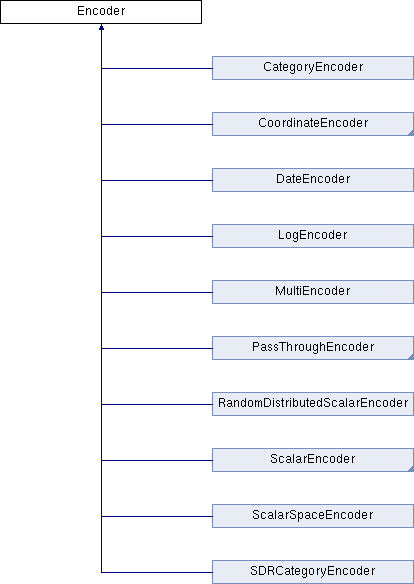 Encoder
CategoryEncoder
CoordinateEncoder
DateEncoder
LogEncoder
MultiEncoder
PassThroughEncoder
RandomDistributedScalarEncoder
ScalarEncoder
ScalarSpaceEncoder
SDRCategoryEncoder